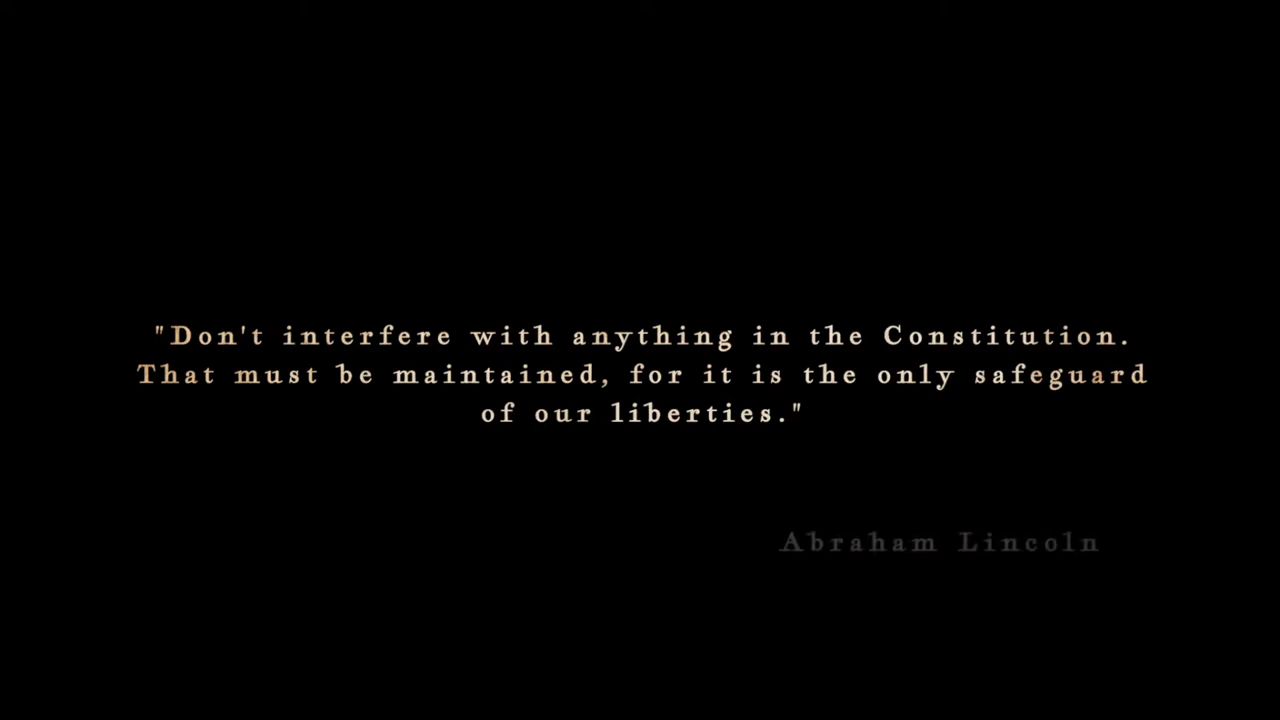 "Don't interfere with anything in the Constitution.
That must be maintained, for it is the only safeguard
of our liberties."
Abraham Lincoln